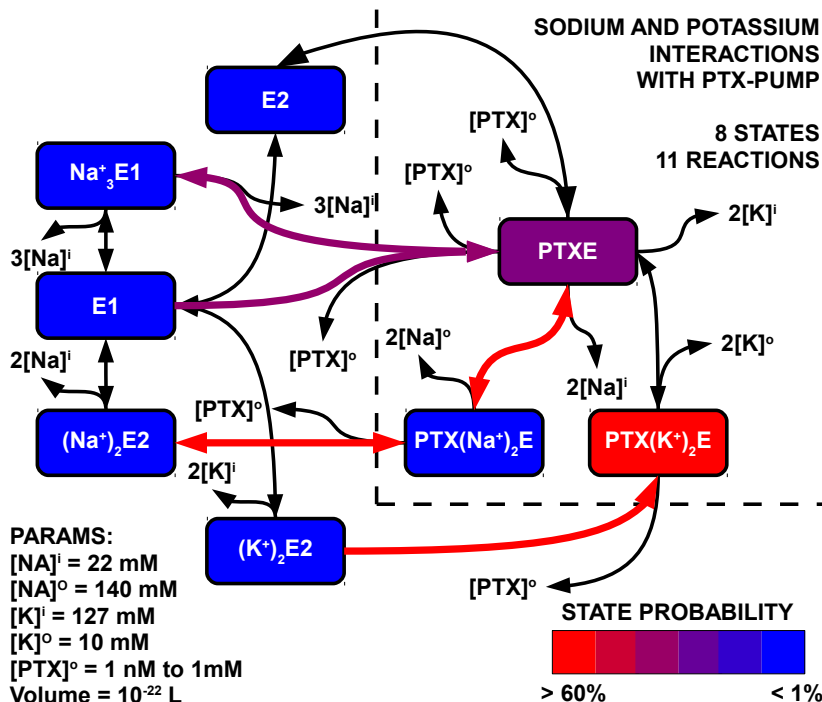 SODIUM AND POTASSIUM
INTERACTIONS
WITH PTX-PUMP
8 STATES
11 REACTIONS
E2
[PTX]º
Na⁺₃E1
[PTX]º
3[Na]ⁱ
2[K]ⁱ
3[Na]ⁱ
PTXE
E1
2[Na]ⁱ
[PTX]º
2[Na]º
2[K]º
2[Na]ⁱ
[PTX]º
(Na⁺)₂E2
PTX(Na⁺)₂E
PTX(K⁺)₂E
2[K]ⁱ
(K⁺)₂E2
[PTX]º
PARAMS:
[NA]ⁱ = 22 mM
[NA]ᴼ = 140 mM
[K]ⁱ = 127 mM
[K]ᴼ = 10 mM
[PTX]º = 1 nM to 1mM
Volume = 10⁻²² L
STATE PROBABILITY
> 60%
< 1%